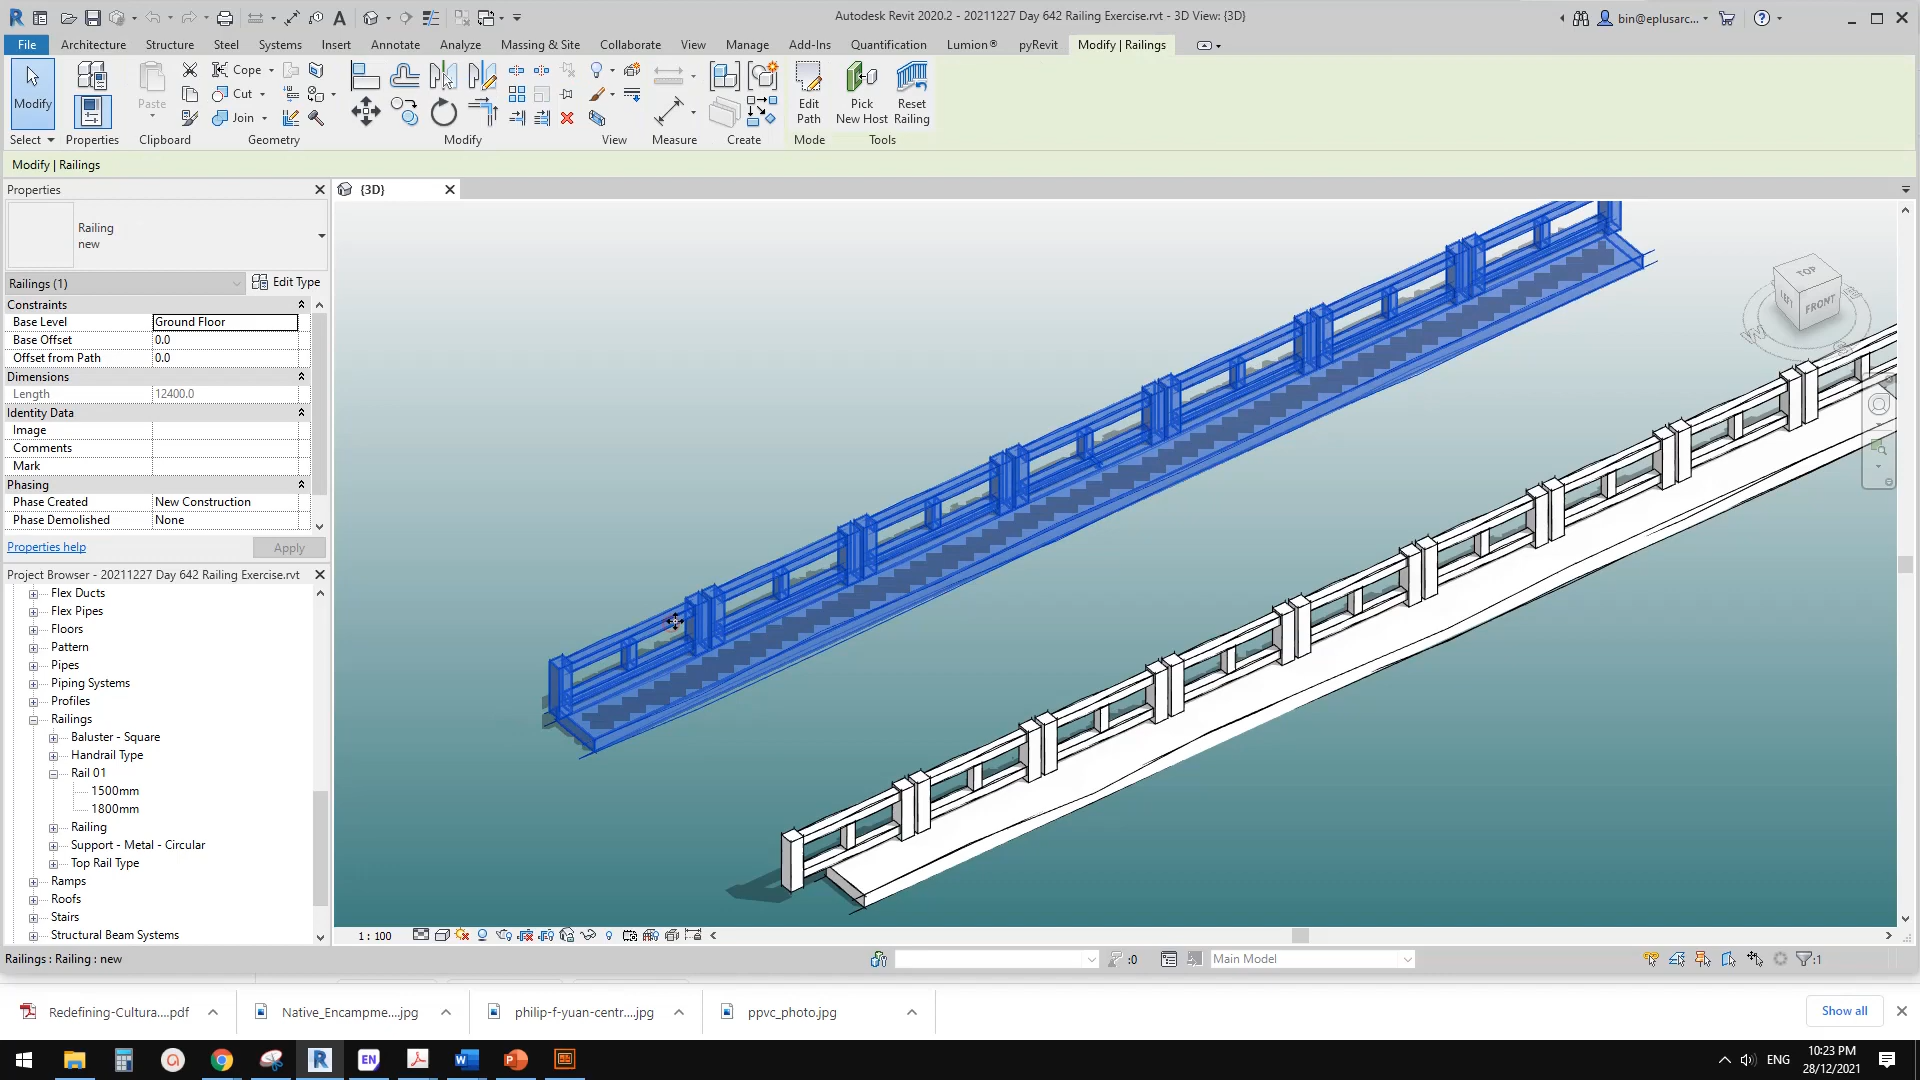 Autodesk Revit 2020.2 - 20211227 Day 642 Railing Exercise.rvt - 3D View: {3D}
bin@eplusarc...
File Architecture Structure Steel Systems Insert Annotate Analyze Massing & Site Collaborate View Manage Add-Ins Quantification Lumion® pyRevit Modify | Railings
Modify
Paste
Cope
Cut
Join
Edit Path
Pick New Host
Reset Railing
Select Properties Clipboard Geometry Modify View Measure Create Mode Tools
Modify | Railings
Properties
{3D}
Railing
new
Railings (1)
Edit Type
Constraints
Base Level Ground Floor
Base Offset 0.0
Offset from Path 0.0
Dimensions
Length 12400.0
Identity Data
Image
Comments
Mark
Phasing
Phase Created New Construction
Phase Demolished None
Properties help
Apply
Project Browser - 20211227 Day 642 Railing Exercise.rvt
Flex Ducts
Flex Pipes
Floors
Pattern
Pipes
Piping Systems
Profiles
Railings
Baluster - Square
Handrail Type
Rail 01
1500mm
1800mm
Railing
Support - Metal - Circular
Top Rail Type
Ramps
Roofs
Stairs
Structural Beam Systems
TOP
LEFT
FRONT
W
S
1 : 100
Railings : Railing : new
:0
Main Model
:1
Redefining-Cultura....pdf
Native_Encampme....jpg
philip-f-yuan-centr....jpg
ppvc_photo.jpg
Show all
EN
ENG
10:23 PM
28/12/2021